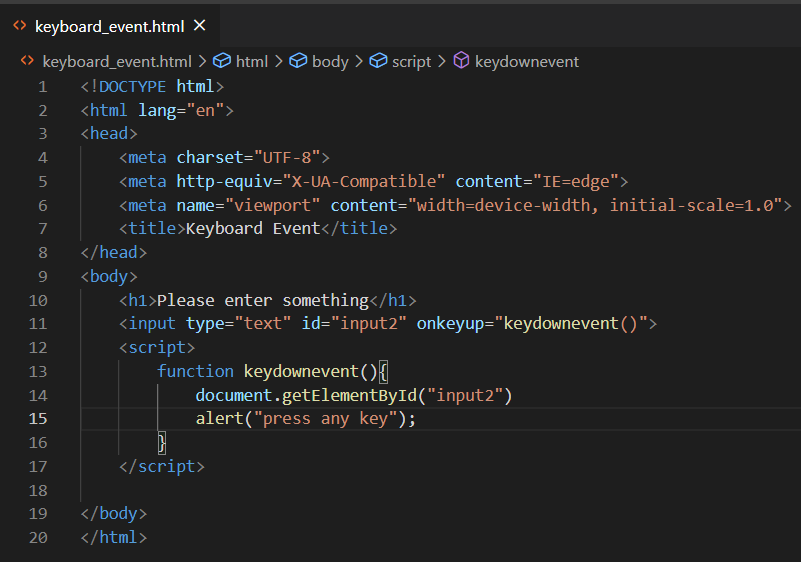 keyboard_event.html
keyboard_event.html > html > body > script > keydownevent
1 <!DOCTYPE html>
2 <html lang="en">
3 <head>
4     <meta charset="UTF-8">
5     <meta http-equiv="X-UA-Compatible" content="IE=edge">
6     <meta name="viewport" content="width=device-width, initial-scale=1.0">
7     <title>Keyboard Event</title>
8 </head>
9 <body>
10     <h1>Please enter something</h1>
11     <input type="text" id="input2" onkeyup="keydownevent()">
12     <script>
13         function keydownevent(){
14             document.getElementById("input2")
15             alert("press any key");
16         }
17     </script>
18
19 </body>
20 </html>